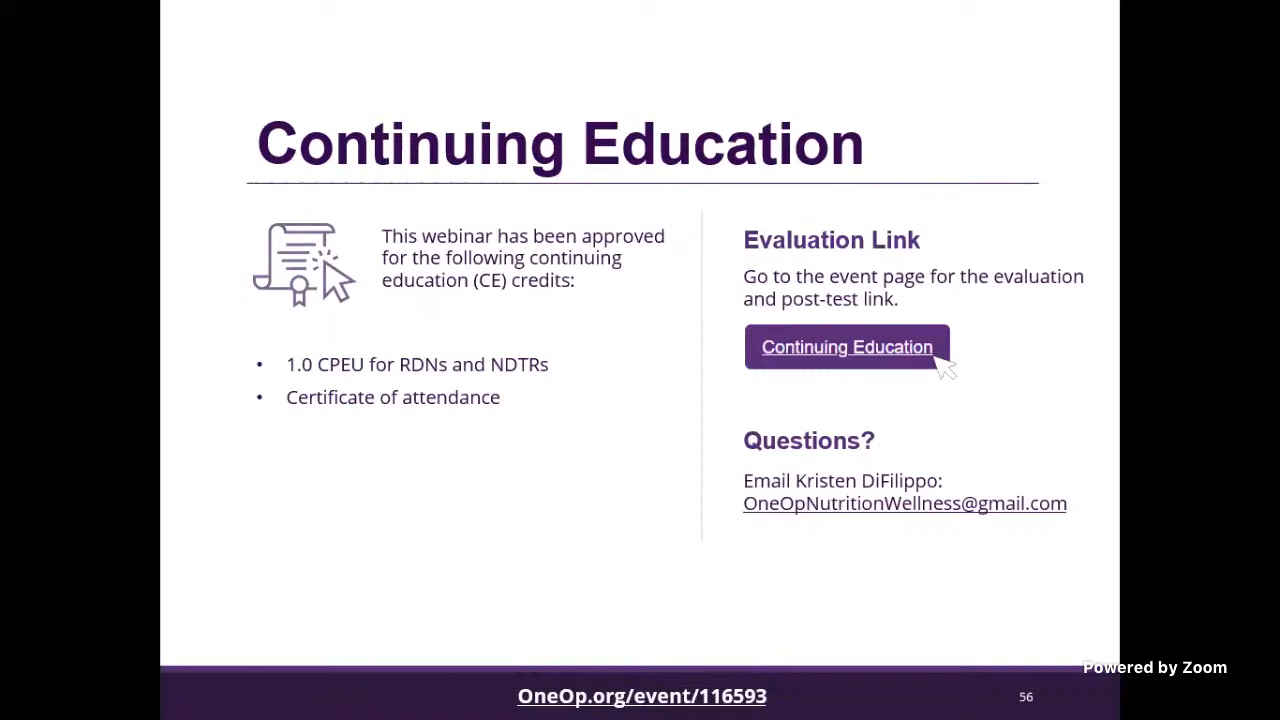 Continuing Education
This webinar has been approved
for the following continuing
education (CE) credits:
• 1.0 CPEU for RDNs and NDTRs
• Certificate of attendance
Evaluation Link
Go to the event page for the evaluation
and post-test link.
Continuing Education
Questions?
Email Kristen DiFilippo:
OneOpNutritionWellness@gmail.com
Powered by Zoom
OneOp.org/event/116593
56